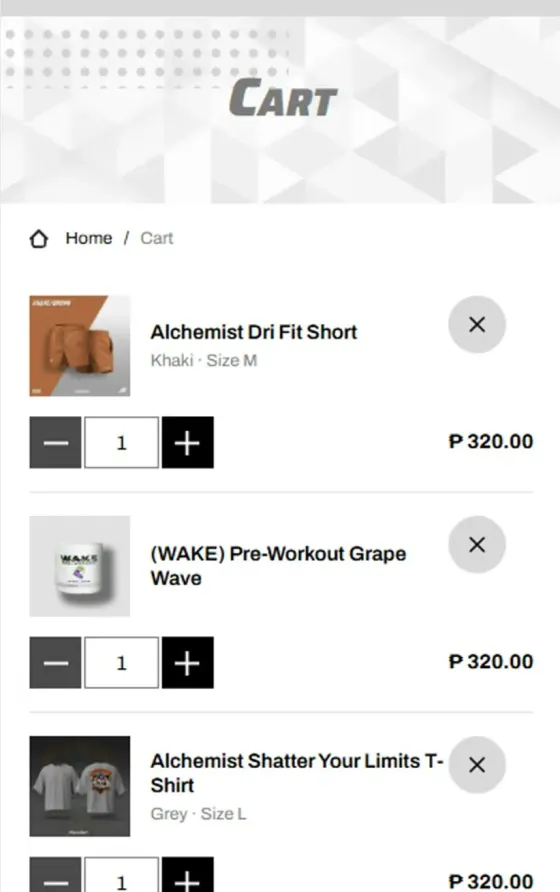 CART
Home / Cart
Alchemist Dri Fit Short
Khaki · Size M
1
₱ 320.00
WAKE
(WAKE) Pre-Workout Grape
Wave
1
₱ 320.00
Alchemist Shatter Your Limits T-
Shirt
Grey · Size L
1
₱ 320.00